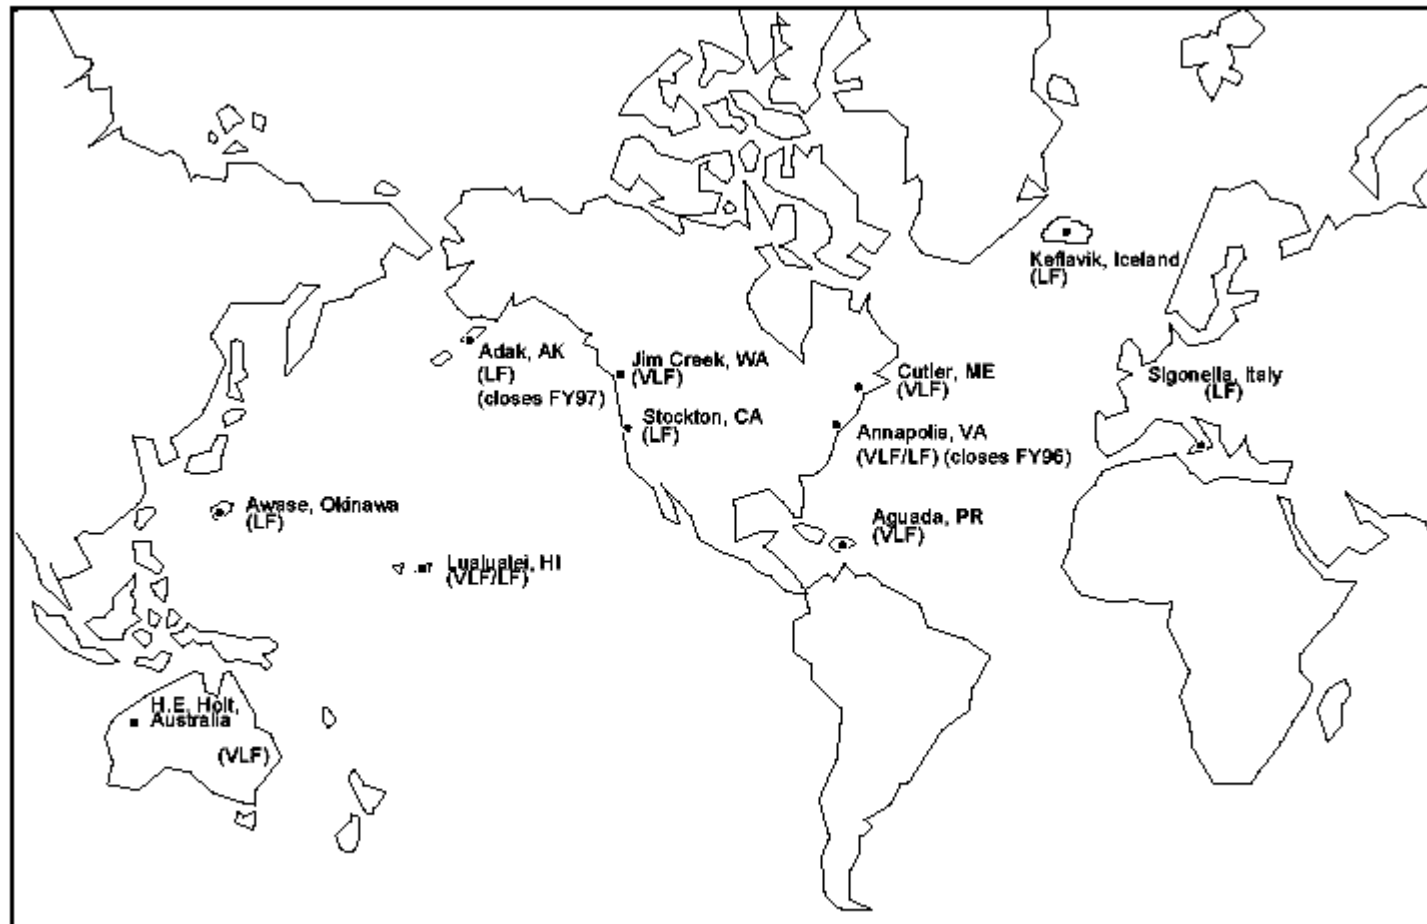 Keflavik, Iceland
(LF)
Adak, AK
(LF)
(closes FY97)
Jim Creek, WA
(VLF)
Cutler, ME
(VLF)
Sigonella, Italy
(LF)
Stockton, CA
(LF)
Annapolis, VA
(VLF/LF) (closes FY96)
Awase, Okinawa
(LF)
Aguada, PR
(VLF)
Lualualei, HI
(VLF/LF)
H.E. Holt,
Australia
(VLF)